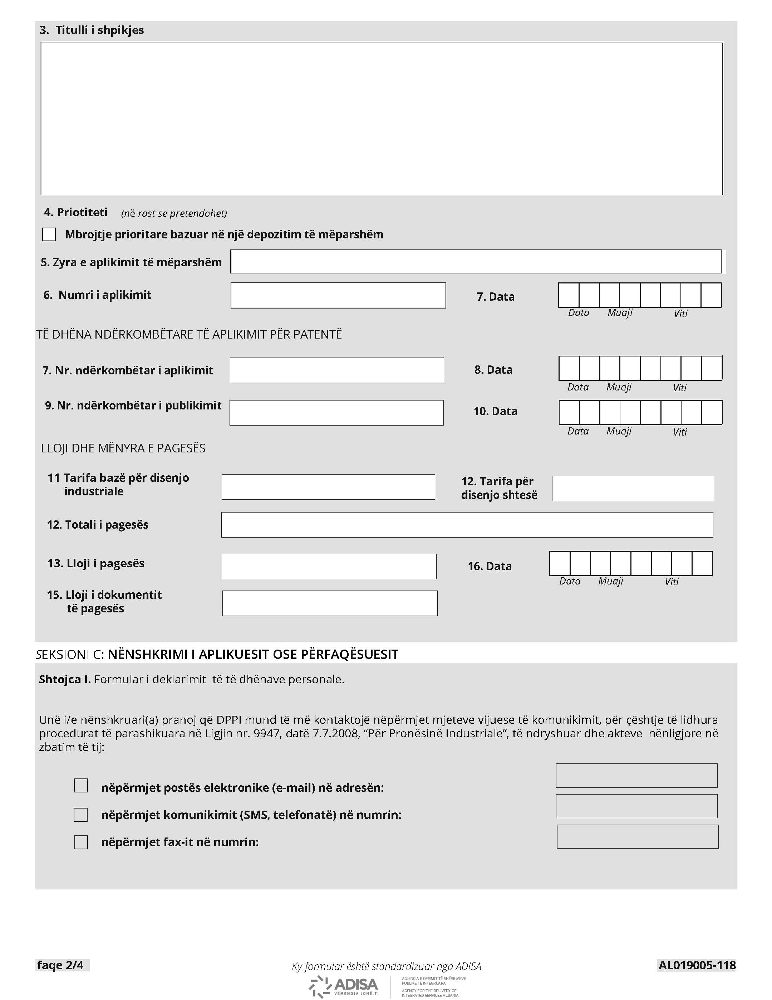 3. Titulli i shpikjes
4. Priotiteti (në rast se pretendohet)
Mbrojtje prioritare bazuar në një depozitim të mëparshëm
5. Zyra e aplikimit të mëparshëm
6. Numri i aplikimit
7. Data
Data Muaji Viti
TË DHËNA NDËRKOMBËTARE TË APLIKIMIT PËR PATENTË
7. Nr. ndërkombëtar i aplikimit
8. Data
Data Muaji Viti
9. Nr. ndërkombëtar i publikimit
10. Data
Data Muaji Viti
LLOJI DHE MËNYRA E PAGESËS
11 Tarifa bazë për disenjo
industriale
12. Tarifa për
disenjo shtesë
12. Totali i pagesës
13. Lloji i pagesës
16. Data
Data Muaji Viti
15. Lloji i dokumentit
të pagesës
SEKSIONI C: NËNSHKRIMI I APLIKUESIT OSE PËRFAQËSUESIT
Shtojca I. Formular i deklarimit të të dhënave personale.
Unë i/e nënshkruari(a) pranoj që DPPI mund të më kontaktojë nëpërmjet mjeteve vijuese të komunikimit, për çështje të lidhura
procedurat të parashikuara në Ligjin nr. 9947, datë 7.7.2008, “Për Pronësinë Industriale”, të ndryshuar dhe akteve nënligjore në
zbatim të tij:
nëpërmjet postës elektronike (e-mail) në adresën:
nëpërmjet komunikimit (SMS, telefonatë) në numrin:
nëpërmjet fax-it në numrin:
faqe 2/4
Ky formular është standardizuar nga ADISA
AL019005-118
ADISA
VËMENDJA JONË, TI
AGJENCIA E OFRIMIT TË SHËRBIMEVE
PUBLIKE TË INTEGRUARA
AGENCY FOR THE DELIVERY OF
INTEGRATED SERVICES ALBANIA